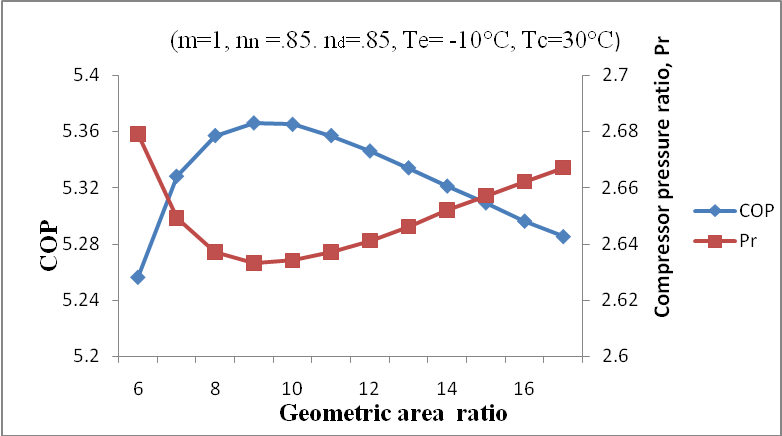 (m=1, nn =.85. nd=.85, Te= -10°C, Tc=30°C)
5.4
5.36
5.32
5.28
5.24
5.2
COP
2.7
2.68
2.66
2.64
2.62
2.6
Compressor pressure ratio, Pr
COP
Pr
6 8 10 12 14 16
Geometric area ratio